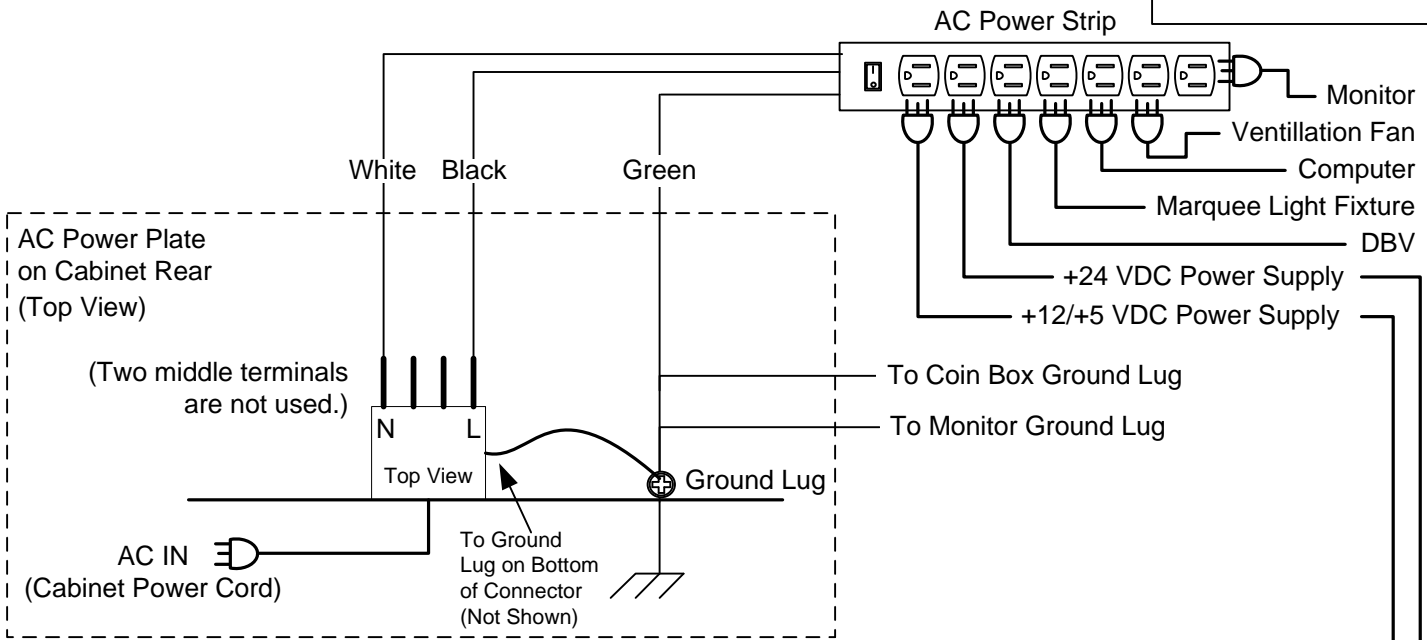 AC Power Strip
Monitor
Ventillation Fan
Computer
Marquee Light Fixture
DBV
+24 VDC Power Supply
+12/+5 VDC Power Supply
White
Black
Green
AC Power Plate
on Cabinet Rear
(Top View)
(Two middle terminals
are not used.)
N
L
Top View
To Coin Box Ground Lug
To Monitor Ground Lug
Ground Lug
To Ground
Lug on Bottom
of Connector
(Not Shown)
AC IN
(Cabinet Power Cord)